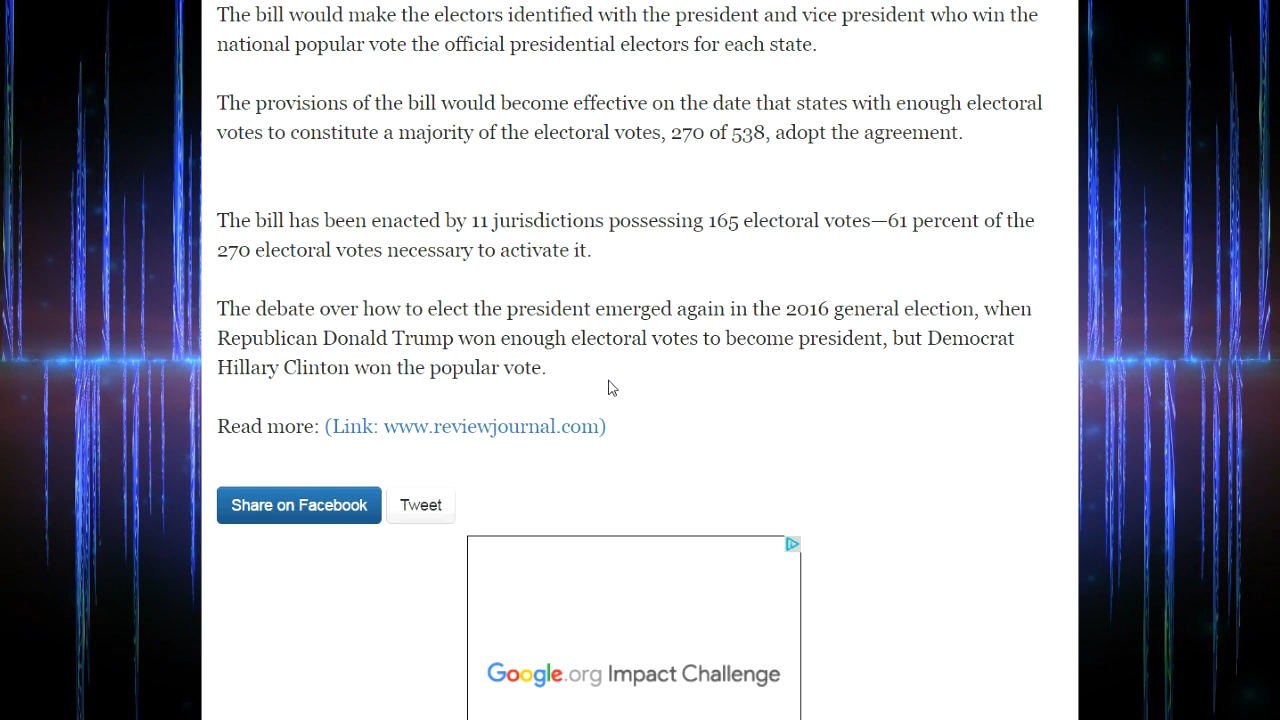 The bill would make the electors identified with the president and vice president who win the
national popular vote the official presidential electors for each state.
The provisions of the bill would become effective on the date that states with enough electoral
votes to constitute a majority of the electoral votes, 270 of 538, adopt the agreement.
The bill has been enacted by 11 jurisdictions possessing 165 electoral votes—61 percent of the
270 electoral votes necessary to activate it.
The debate over how to elect the president emerged again in the 2016 general election, when
Republican Donald Trump won enough electoral votes to become president, but Democrat
Hillary Clinton won the popular vote.
Read more: (Link: www.reviewjournal.com)
Share on Facebook Tweet
Google.org Impact Challenge